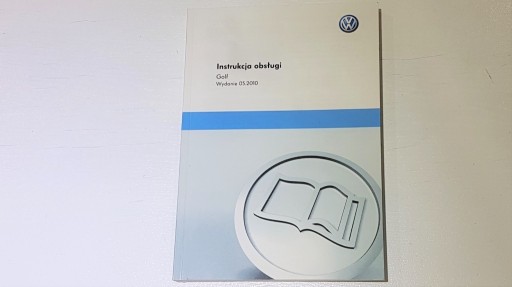 Instrukcja obsługi
Golf
Wydanie 05.2010